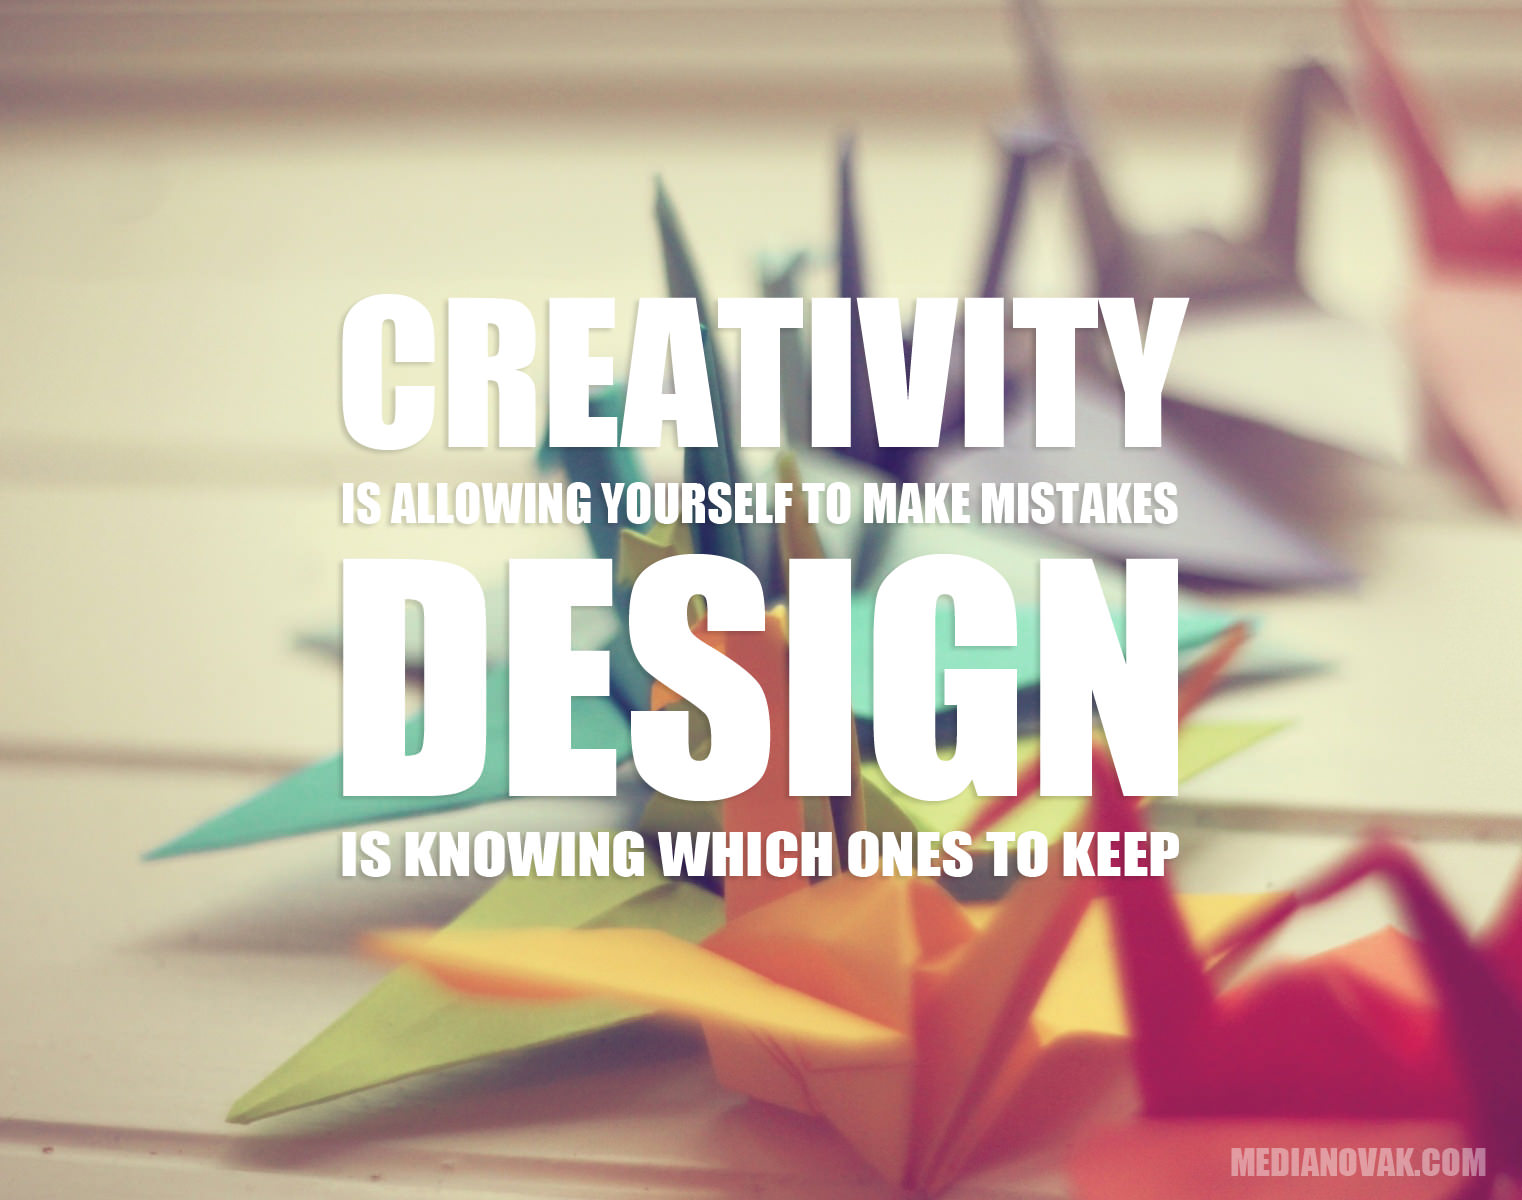 CREATIVITY
IS ALLOWING YOURSELF TO MAKE MISTAKES
DESIGN
IS KNOWING WHICH ONES TO KEEP
MEDIANOVAK.COM